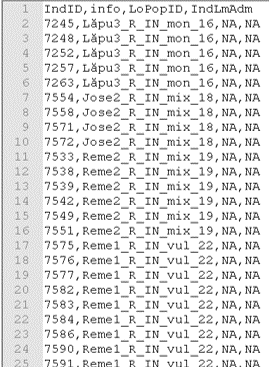 1 IndID,info,LoPopID,IndLmAdm
2 7245,Lăpu3_R_IN_mon_16,NA,NA
3 7248,Lăpu3_R_IN_mon_16,NA,NA
4 7252,Lăpu3_R_IN_mon_16,NA,NA
5 7257,Lăpu3_R_IN_mon_16,NA,NA
6 7263,Lăpu3_R_IN_mon_16,NA,NA
7 7554,Jose2_R_IN_mix_18,NA,NA
8 7558,Jose2_R_IN_mix_18,NA,NA
9 7571,Jose2_R_IN_mix_18,NA,NA
10 7572,Jose2_R_IN_mix_18,NA,NA
11 7533,Reme2_R_IN_mix_19,NA,NA
12 7538,Reme2_R_IN_mix_19,NA,NA
13 7539,Reme2_R_IN_mix_19,NA,NA
14 7542,Reme2_R_IN_mix_19,NA,NA
15 7549,Reme2_R_IN_mix_19,NA,NA
16 7551,Reme2_R_IN_mix_19,NA,NA
17 7575,Reme1_R_IN_vul_22,NA,NA
18 7576,Reme1_R_IN_vul_22,NA,NA
19 7577,Reme1_R_IN_vul_22,NA,NA
20 7582,Reme1_R_IN_vul_22,NA,NA
21 7583,Reme1_R_IN_vul_22,NA,NA
22 7584,Reme1_R_IN_vul_22,NA,NA
23 7586,Reme1_R_IN_vul_22,NA,NA
24 7590,Reme1_R_IN_vul_22,NA,NA
25 7591,Reme1_R_IN_vul_22,NA,NA